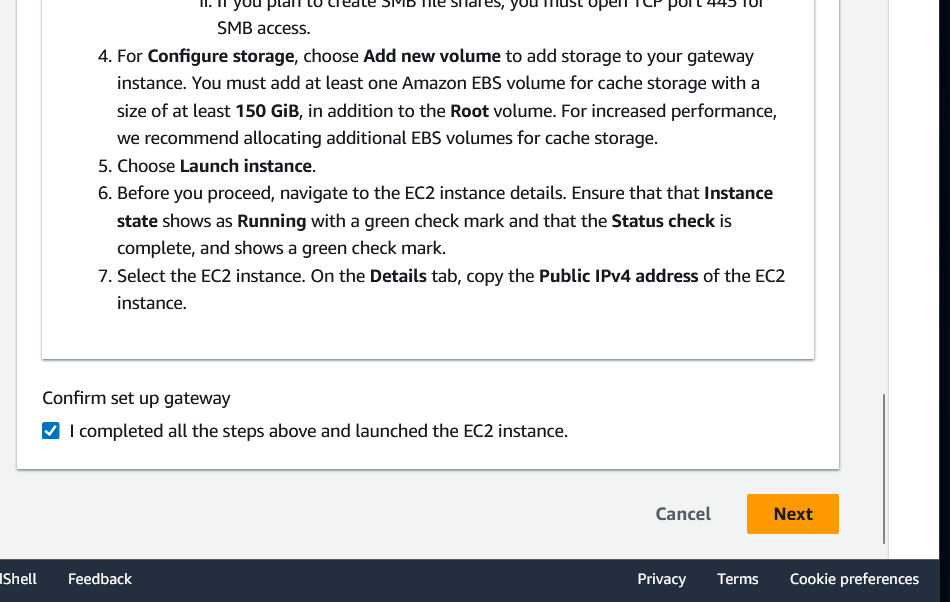 ii. If you plan to create SMB file shares, you must open TCP port 445 for
SMB access.
4. For Configure storage, choose Add new volume to add storage to your gateway
instance. You must add at least one Amazon EBS volume for cache storage with a
size of at least 150 GiB, in addition to the Root volume. For increased performance,
we recommend allocating additional EBS volumes for cache storage.
5. Choose Launch instance.
6. Before you proceed, navigate to the EC2 instance details. Ensure that that Instance
state shows as Running with a green check mark and that the Status check is
complete, and shows a green check mark.
7. Select the EC2 instance. On the Details tab, copy the Public IPv4 address of the EC2
instance.
Confirm set up gateway
I completed all the steps above and launched the EC2 instance.
Cancel Next
dShell Feedback Privacy Terms Cookie preferences